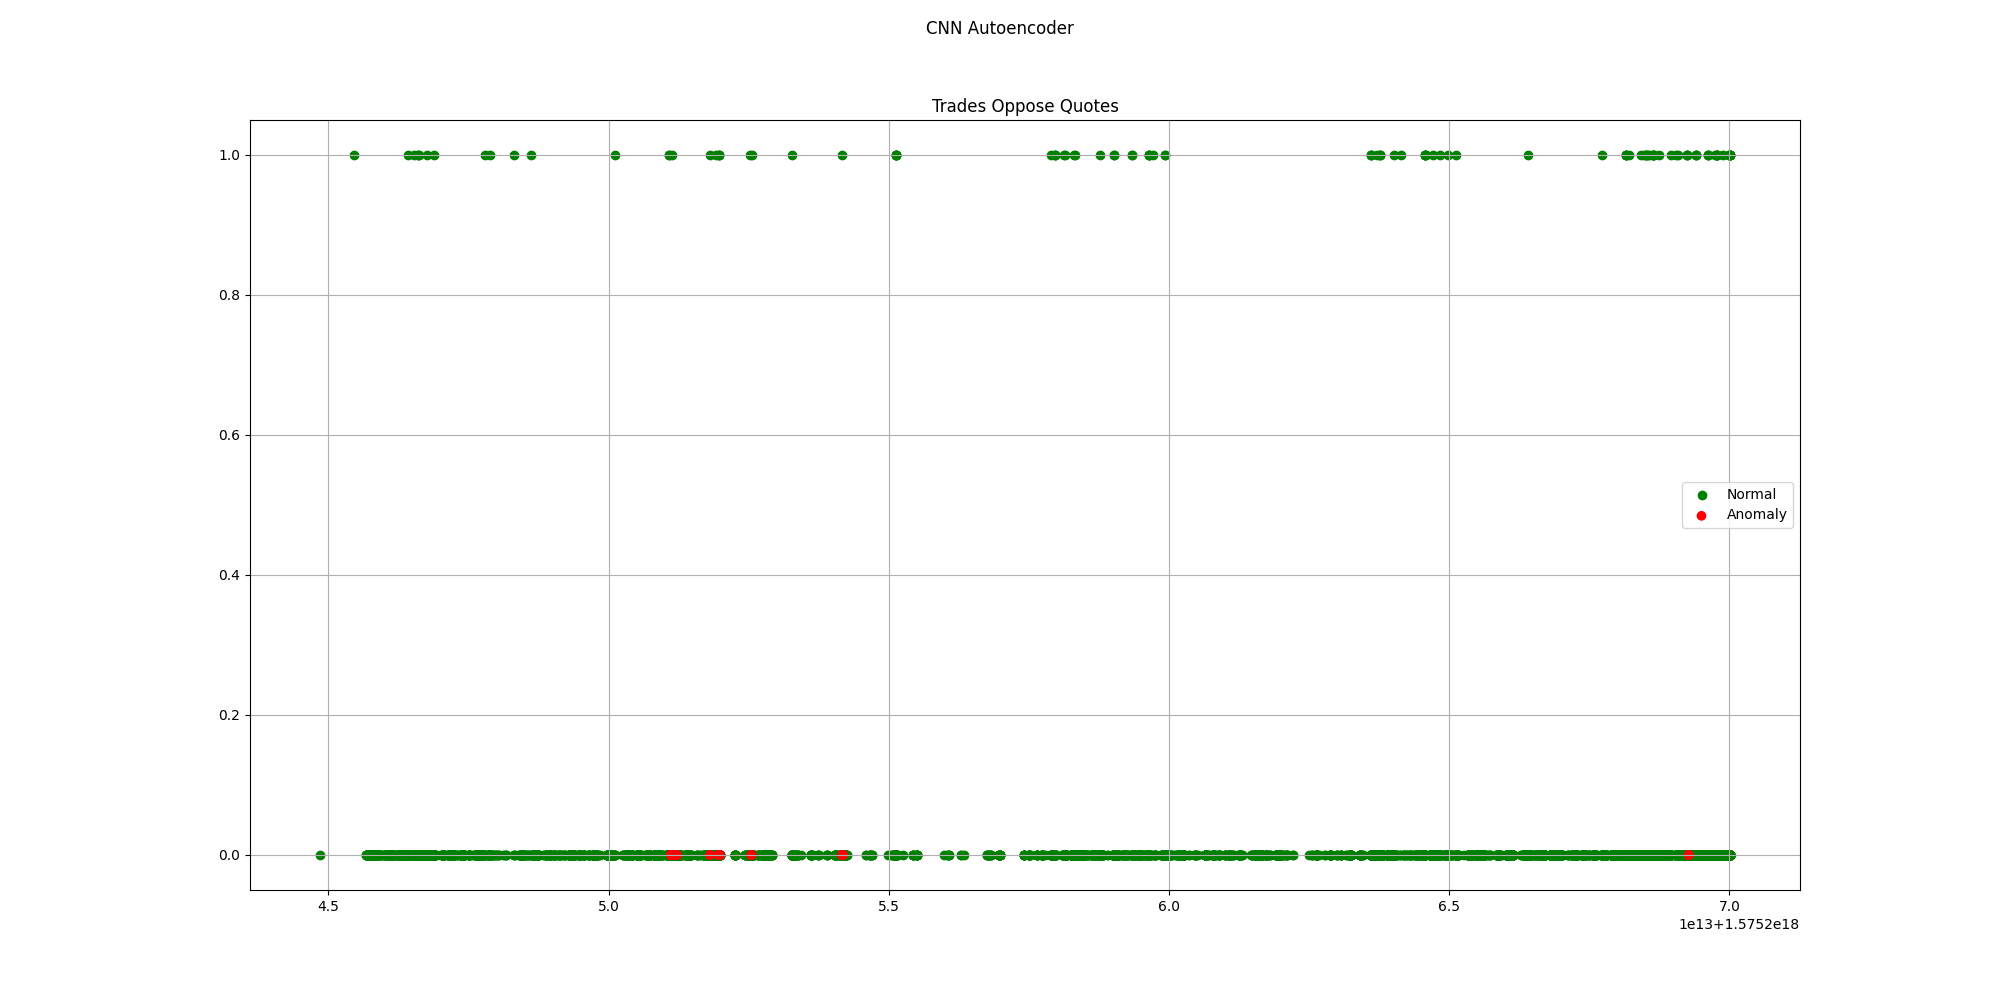 CNN Autoencoder
Trades Oppose Quotes
1.0
0.8
0.6
0.4
0.2
0.0
Normal
Anomaly
4.5 5.0 5.5 6.0 6.5 7.0
1e13+1.5752e18